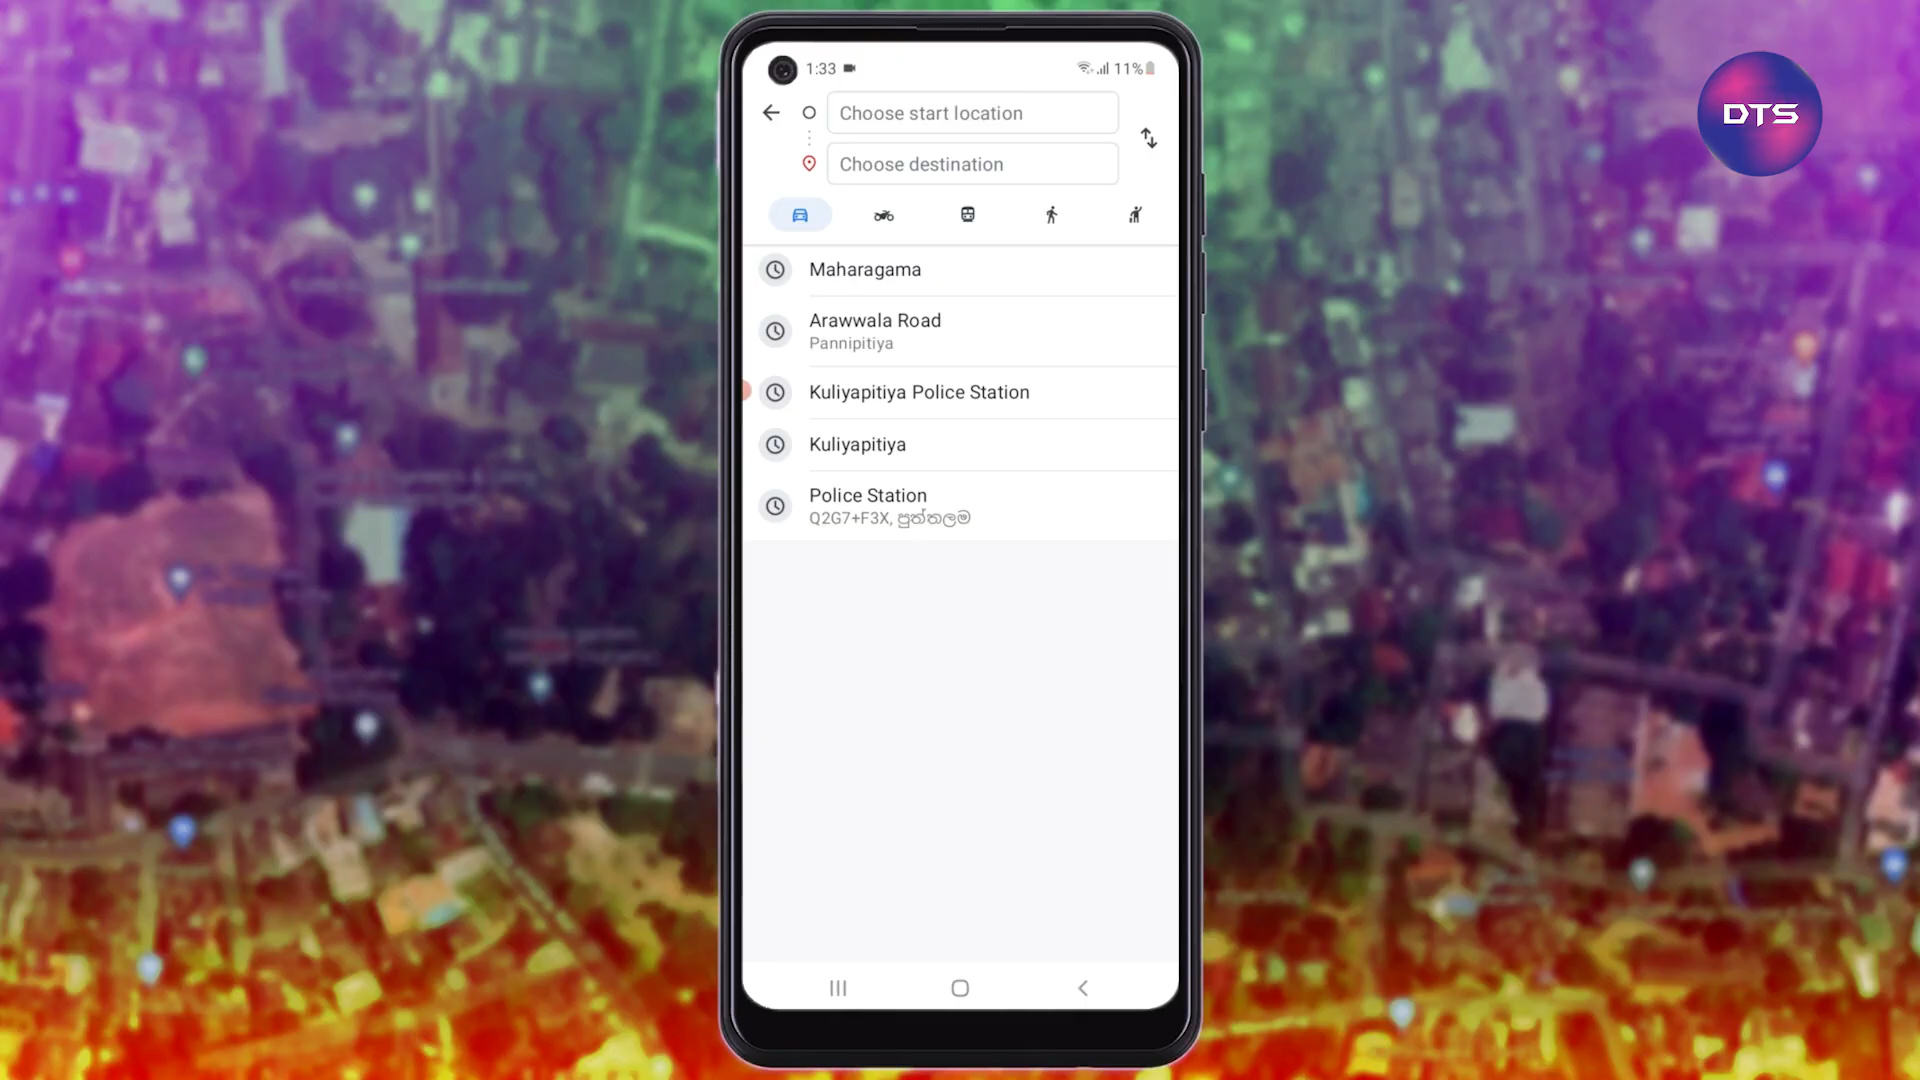 1:33
11%
DTS
Choose start location
Choose destination
Maharagama
Arawwala Road
Pannipitiya
Kuliyapitiya Police Station
Kuliyapitiya
Police Station
Q2G7+F3X, පුත්තලම